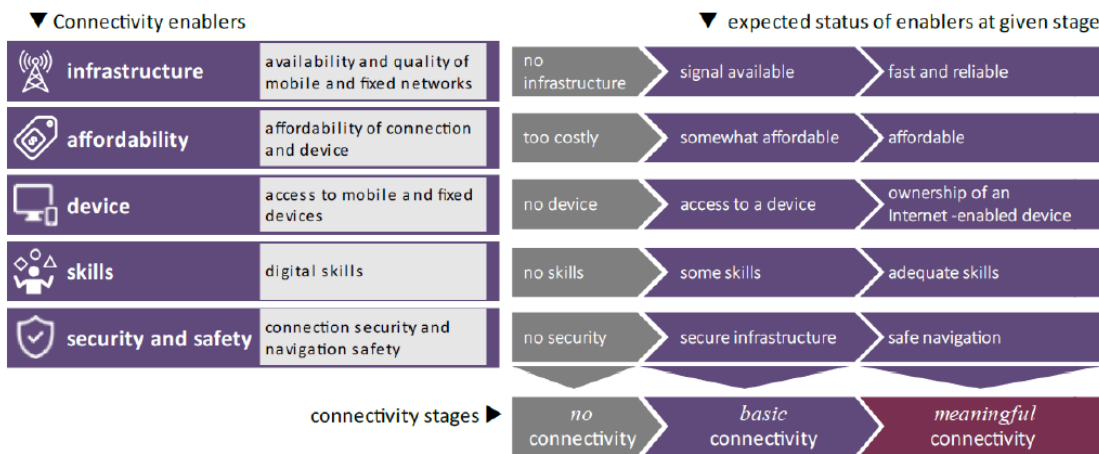 ▼ Connectivity enablers
▼ expected status of enablers at given stage
infrastructure
availability and quality of
mobile and fixed networks
no
infrastructure
signal available
fast and reliable
affordability
affordability of connection
and device
too costly
somewhat affordable
affordable
device
access to mobile and fixed
devices
no device
access to a device
ownership of an
Internet -enabled device
skills
digital skills
no skills
some skills
adequate skills
security and safety
connection security and
navigation safety
no security
secure infrastructure
safe navigation
connectivity stages ▶
no
connectivity
basic
connectivity
meaningful
connectivity